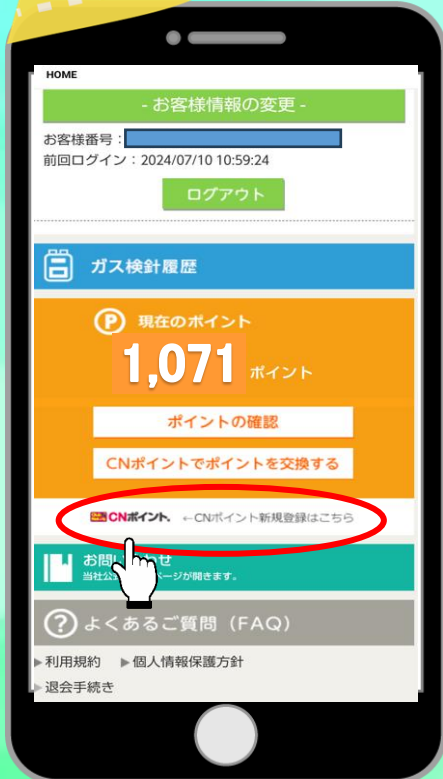 HOME
- お客様情報の変更 -
お客様番号：
前回ログイン：2024/07/10 10:59:24
ログアウト
ガス検針履歴
P 現在のポイント
1,071 ポイント
ポイントの確認
CNポイントでポイントを交換する
CNポイント. ←CNポイント新規登録はこちら
お問い わせ
当社公 ページが開きます。
? よくあるご質問（FAQ）
▶利用規約 ▶個人情報保護方針
▶退会手続き